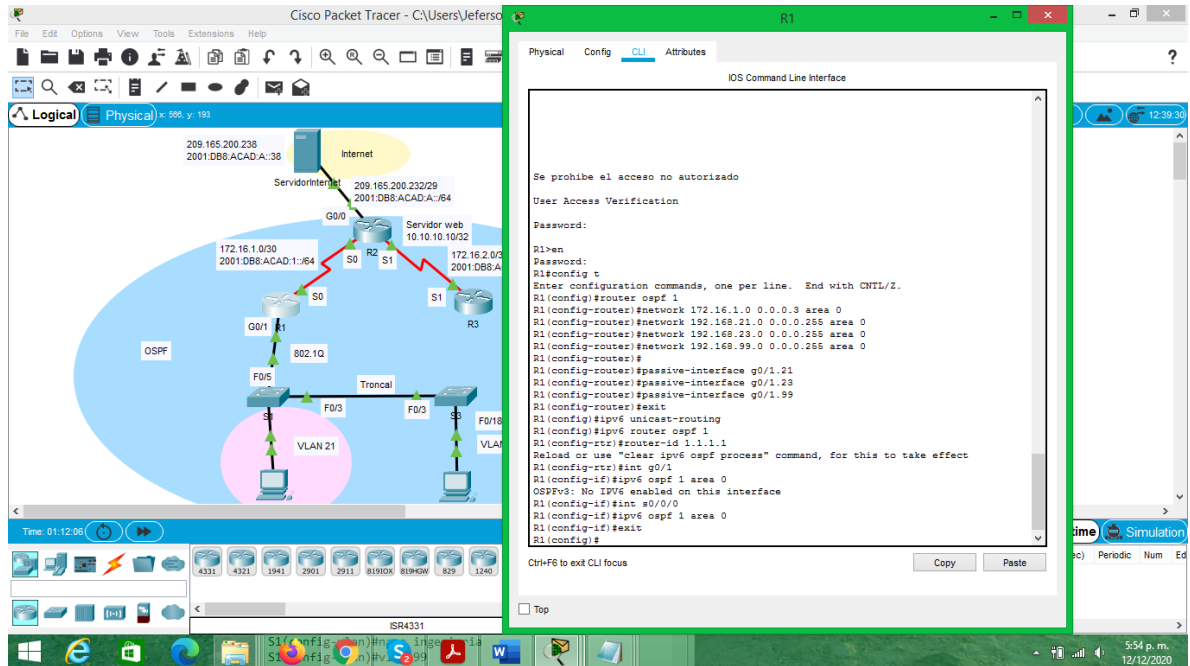 Cisco Packet Tracer - C:\Users\Jeferso
File Edit Options View Tools Extensions Help
Logical
Physical
x: 566, y: 193
12:39:30
209.165.200.238
2001:DB8:ACAD:A::38
Internet
ServidorInternet
209.165.200.232/29
2001:DB8:ACAD:A::/64
G0/0
Servidor web
10.10.10.10/32
172.16.1.0/30
2001:DB8:ACAD:1::/64
S0
R2
S1
172.16.2.0/3
2001:DB8:A
S0
S1
G0/1
R1
R3
OSPF
802.1Q
F0/5
Troncal
S1
F0/3
F0/3
S3
F0/18
VLAN 21
VLAN
Time: 01:12:06
Simulation
Periodic Num Ed
4331 4321 1941 2901 2911 819IOX 819HGW 829 1240
ISR4331
R1
Physical Config CLI Attributes
IOS Command Line Interface
Se prohibe el acceso no autorizado
User Access Verification
Password:
R1>en
Password:
R1#config t
Enter configuration commands, one per line. End with CNTL/Z.
R1(config)#router ospf 1
R1(config-router)#network 172.16.1.0 0.0.0.3 area 0
R1(config-router)#network 192.168.21.0 0.0.0.255 area 0
R1(config-router)#network 192.168.23.0 0.0.0.255 area 0
R1(config-router)#network 192.168.99.0 0.0.0.255 area 0
R1(config-router)#
R1(config-router)#passive-interface g0/1.21
R1(config-router)#passive-interface g0/1.23
R1(config-router)#passive-interface g0/1.99
R1(config-router)#exit
R1(config)#ipv6 unicast-routing
R1(config)#ipv6 router ospf 1
R1(config-rtr)#router-id 1.1.1.1
Reload or use "clear ipv6 ospf process" command, for this to take effect
R1(config-rtr)#int g0/1
R1(config-if)#ipv6 ospf 1 area 0
OSPFv3: No IPV6 enabled on this interface
R1(config-if)#int s0/0/0
R1(config-if)#ipv6 ospf 1 area 0
R1(config-if)#exit
R1(config)#
Ctrl+F6 to exit CLI focus
Copy
Paste
Top
5:54 p. m.
12/12/2020